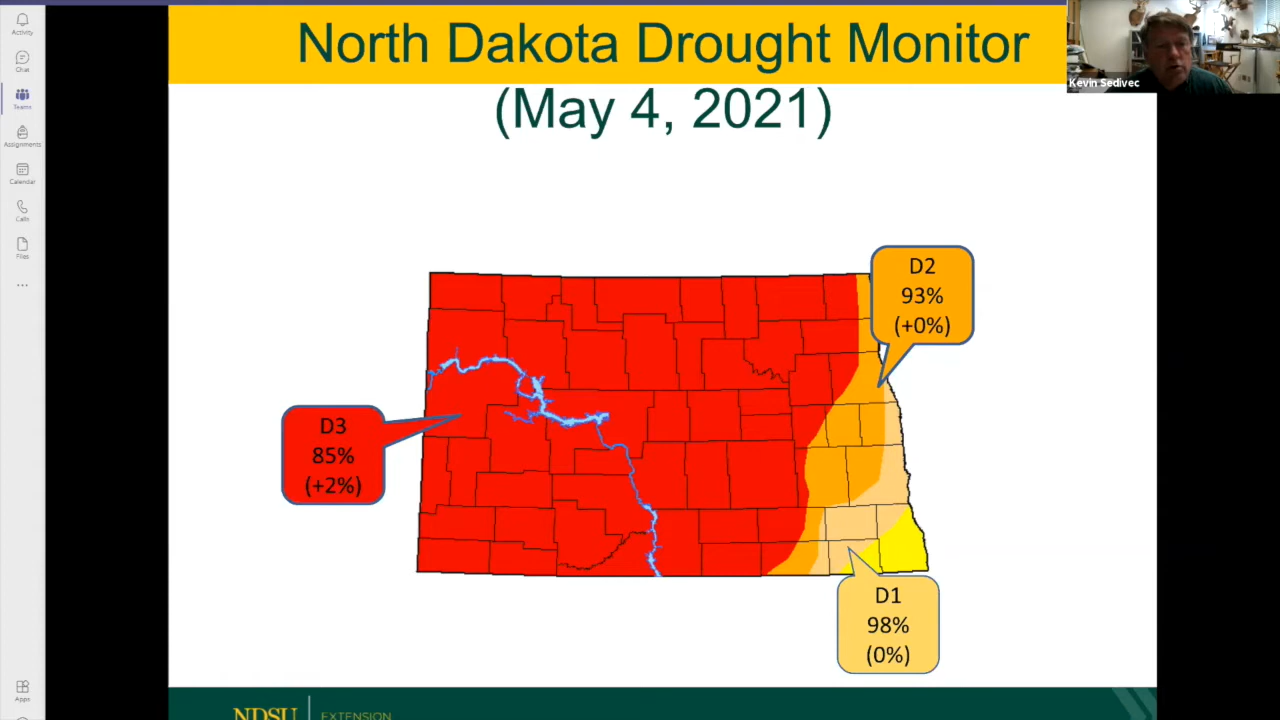 North Dakota Drought Monitor
(May 4, 2021)
Kevin Sedivec
Activity
Chat
Teams
Assignments
Calendar
Calls
Files
...
D2
93%
(+0%)
D3
85%
(+2%)
D1
98%
(0%)
Apps
NDSU
EXTENSION